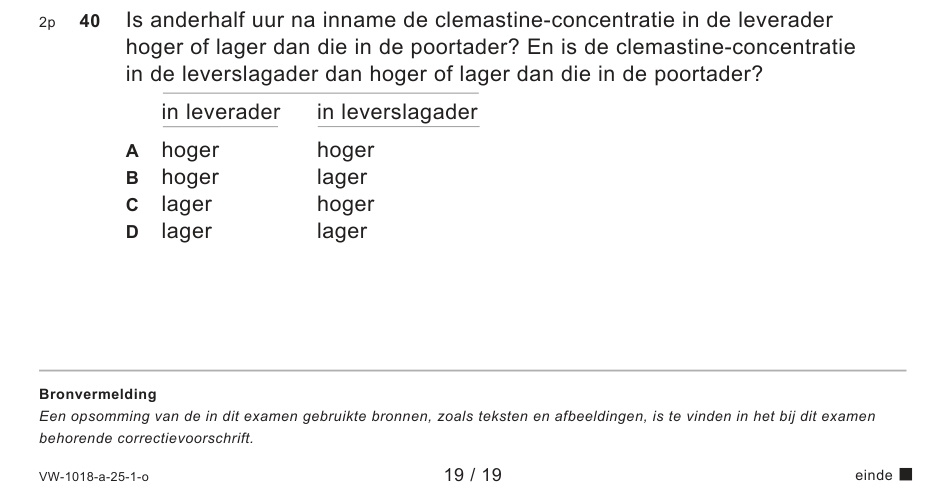 2p 40 Is anderhalf uur na inname de clemastine-concentratie in de leverader
hoger of lager dan die in de poortader? En is de clemastine-concentratie
in de leverslagader dan hoger of lager dan die in de poortader?
in leverader in leverslagader
A hoger hoger
B hoger lager
C lager hoger
D lager lager
Bronvermelding
Een opsomming van de in dit examen gebruikte bronnen, zoals teksten en afbeeldingen, is te vinden in het bij dit examen
behorende correctievoorschrift.
VW-1018-a-25-1-o 19 / 19 einde